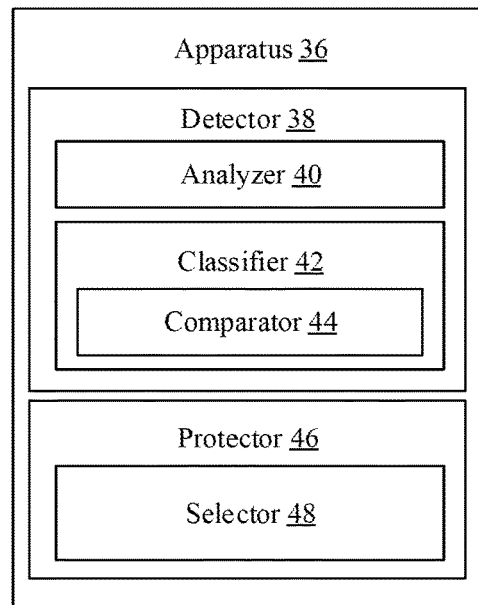 Apparatus 36
Detector 38
Analyzer 40
Classifier 42
Comparator 44
Protector 46
Selector 48